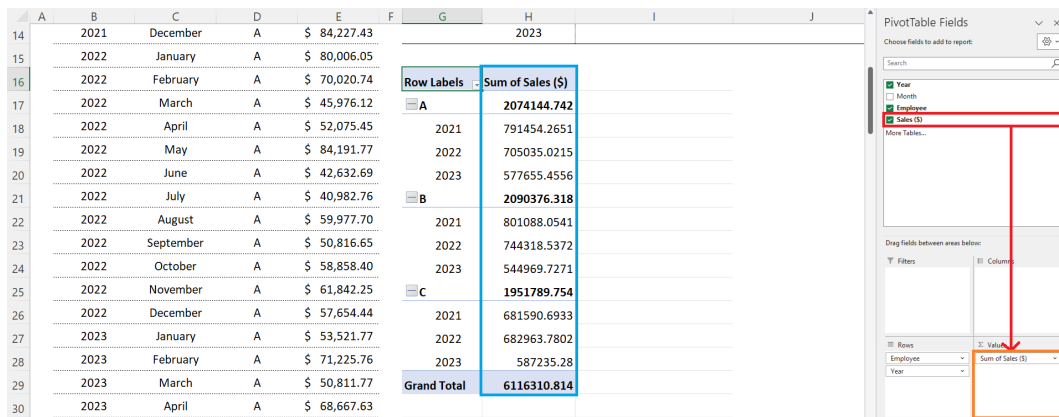 A B C D E F G H I J
14 2021 December A $ 84,227.43 2023
15 2022 January A $ 80,006.05
16 2022 February A $ 70,020.74 Row Labels Sum of Sales ($)
17 2022 March A $ 45,976.12 A 2074144.742
18 2022 April A $ 52,075.45 2021 791454.2651
19 2022 May A $ 84,191.77 2022 705035.0215
20 2022 June A $ 42,632.69 2023 577655.4556
21 2022 July A $ 40,982.76 B 2090376.318
22 2022 August A $ 59,977.70 2021 801088.0541
23 2022 September A $ 50,816.65 2022 744318.5372
24 2022 October A $ 58,858.40 2023 544969.7271
25 2022 November A $ 61,842.25 C 1951789.754
26 2022 December A $ 57,654.44 2021 681590.6933
27 2023 January A $ 53,521.77 2022 682963.7802
28 2023 February A $ 71,225.76 2023 587235.28
29 2023 March A $ 50,811.77 Grand Total 6116310.814
30 2023 April A $ 68,667.63
PivotTable Fields
Choose fields to add to report:
Search
Year
Month
Employee
Sales ($)
More Tables...
Drag fields between areas below:
Filters Columns
Rows Σ Values
Employee Sum of Sales ($)
Year